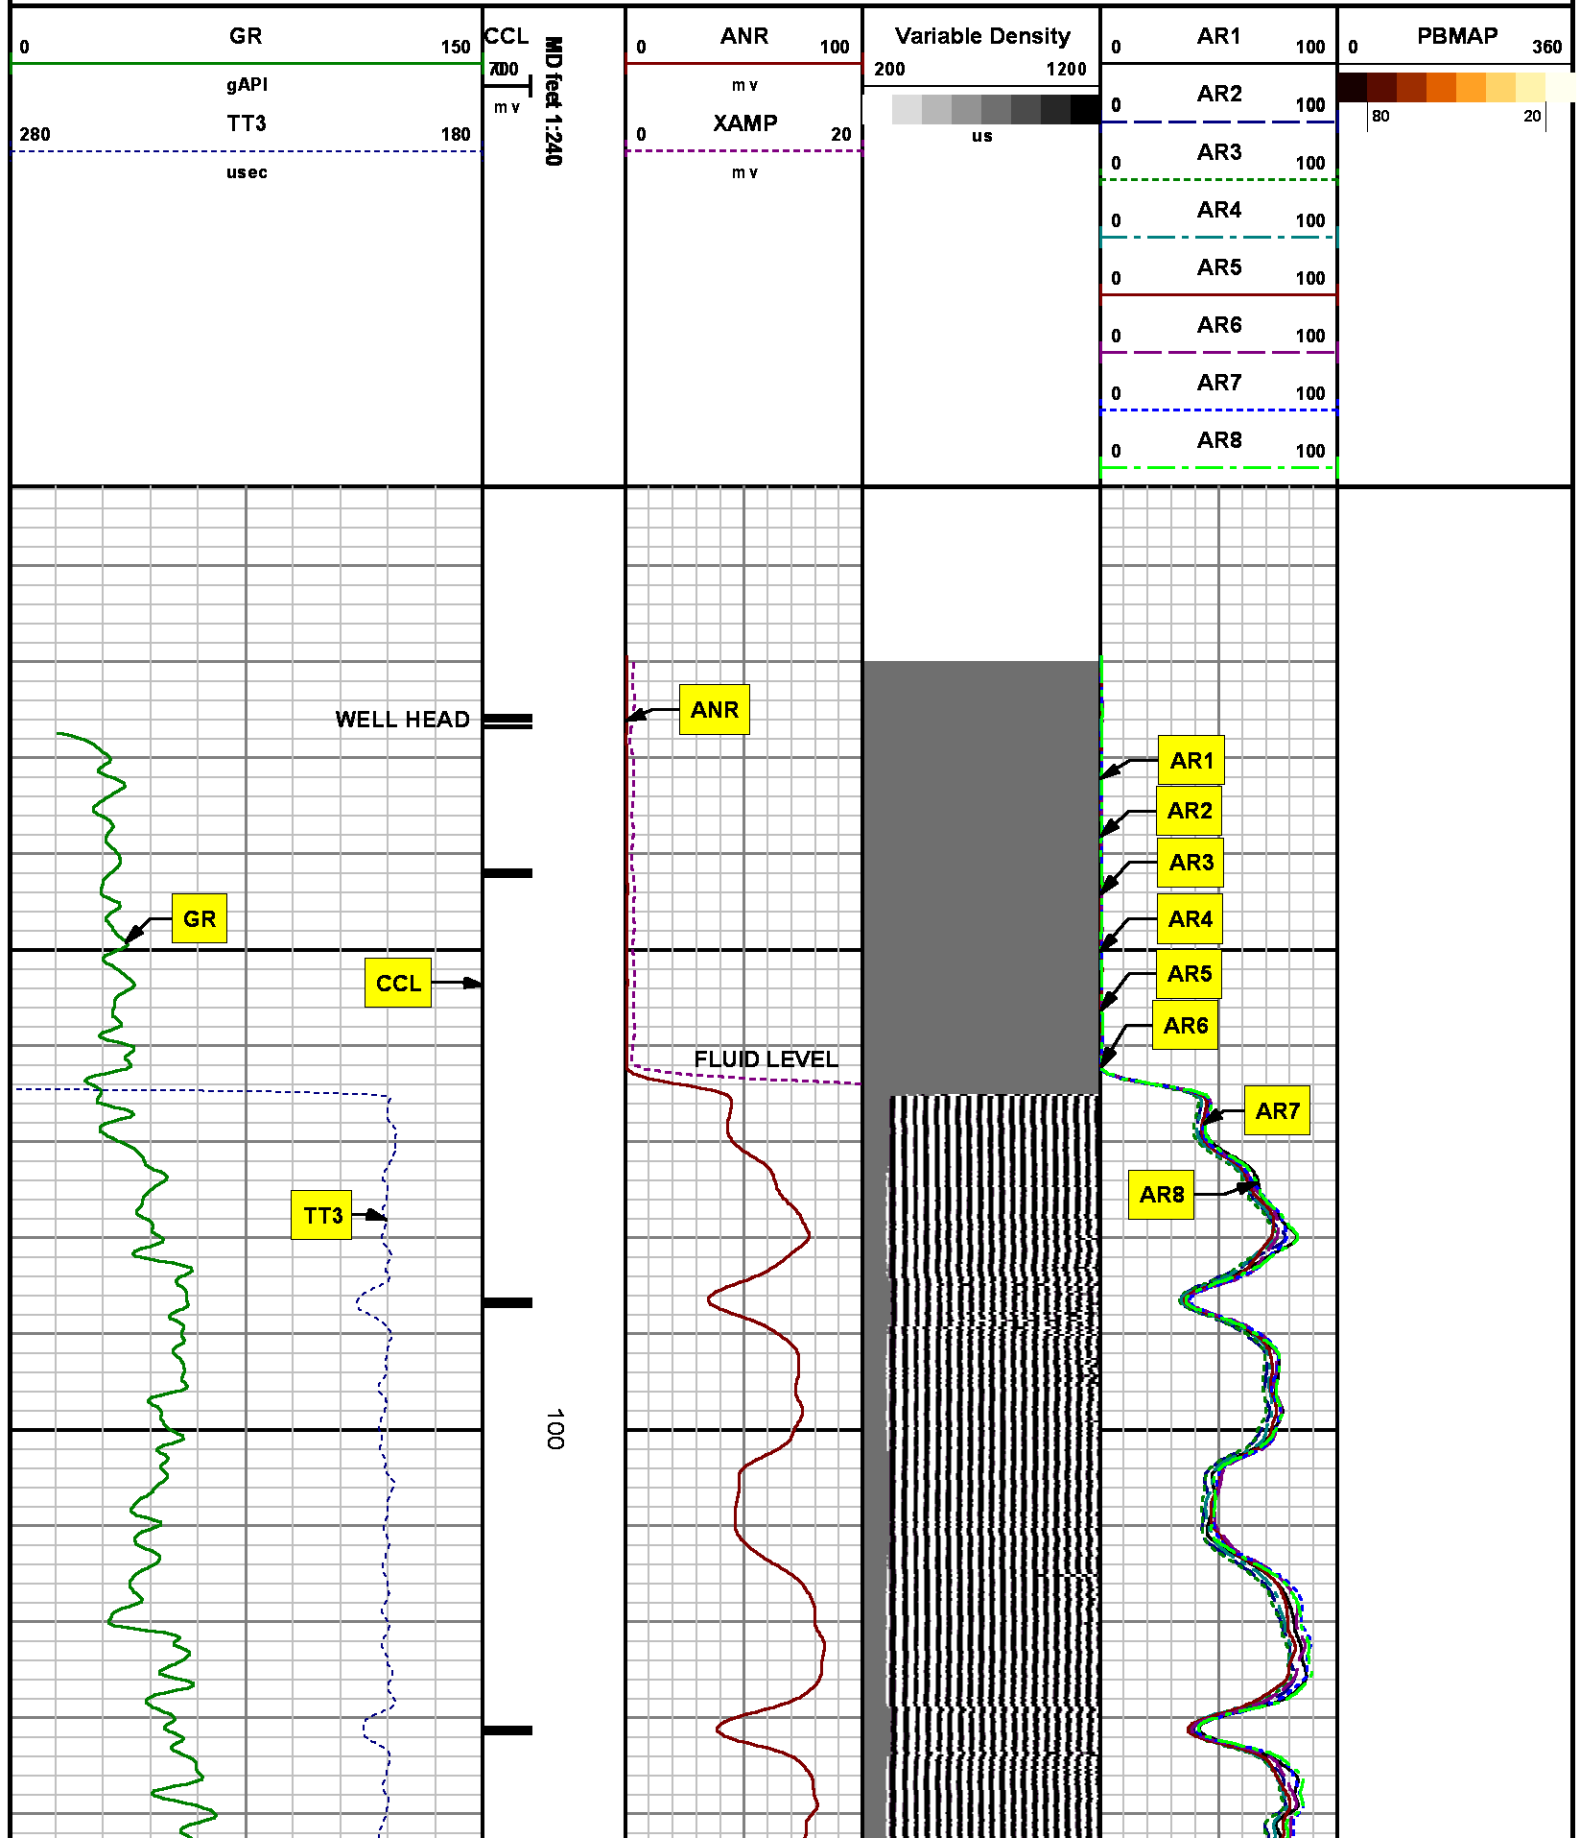 GR
0 150
gAPI
TT3
280 180
usec
CCL
700
mv
MD feet 1:240
ANR
0 100
mv
XAMP
0 20
mv
Variable Density
200 1200
us
AR1
0 100
AR2
0 100
AR3
0 100
AR4
0 100
AR5
0 100
AR6
0 100
AR7
0 100
AR8
0 100
PBMAP
0 360
80 20
WELL HEAD
ANR
AR1
AR2
AR3
GR
AR4
CCL
AR5
AR6
FLUID LEVEL
AR7
AR8
TT3
100